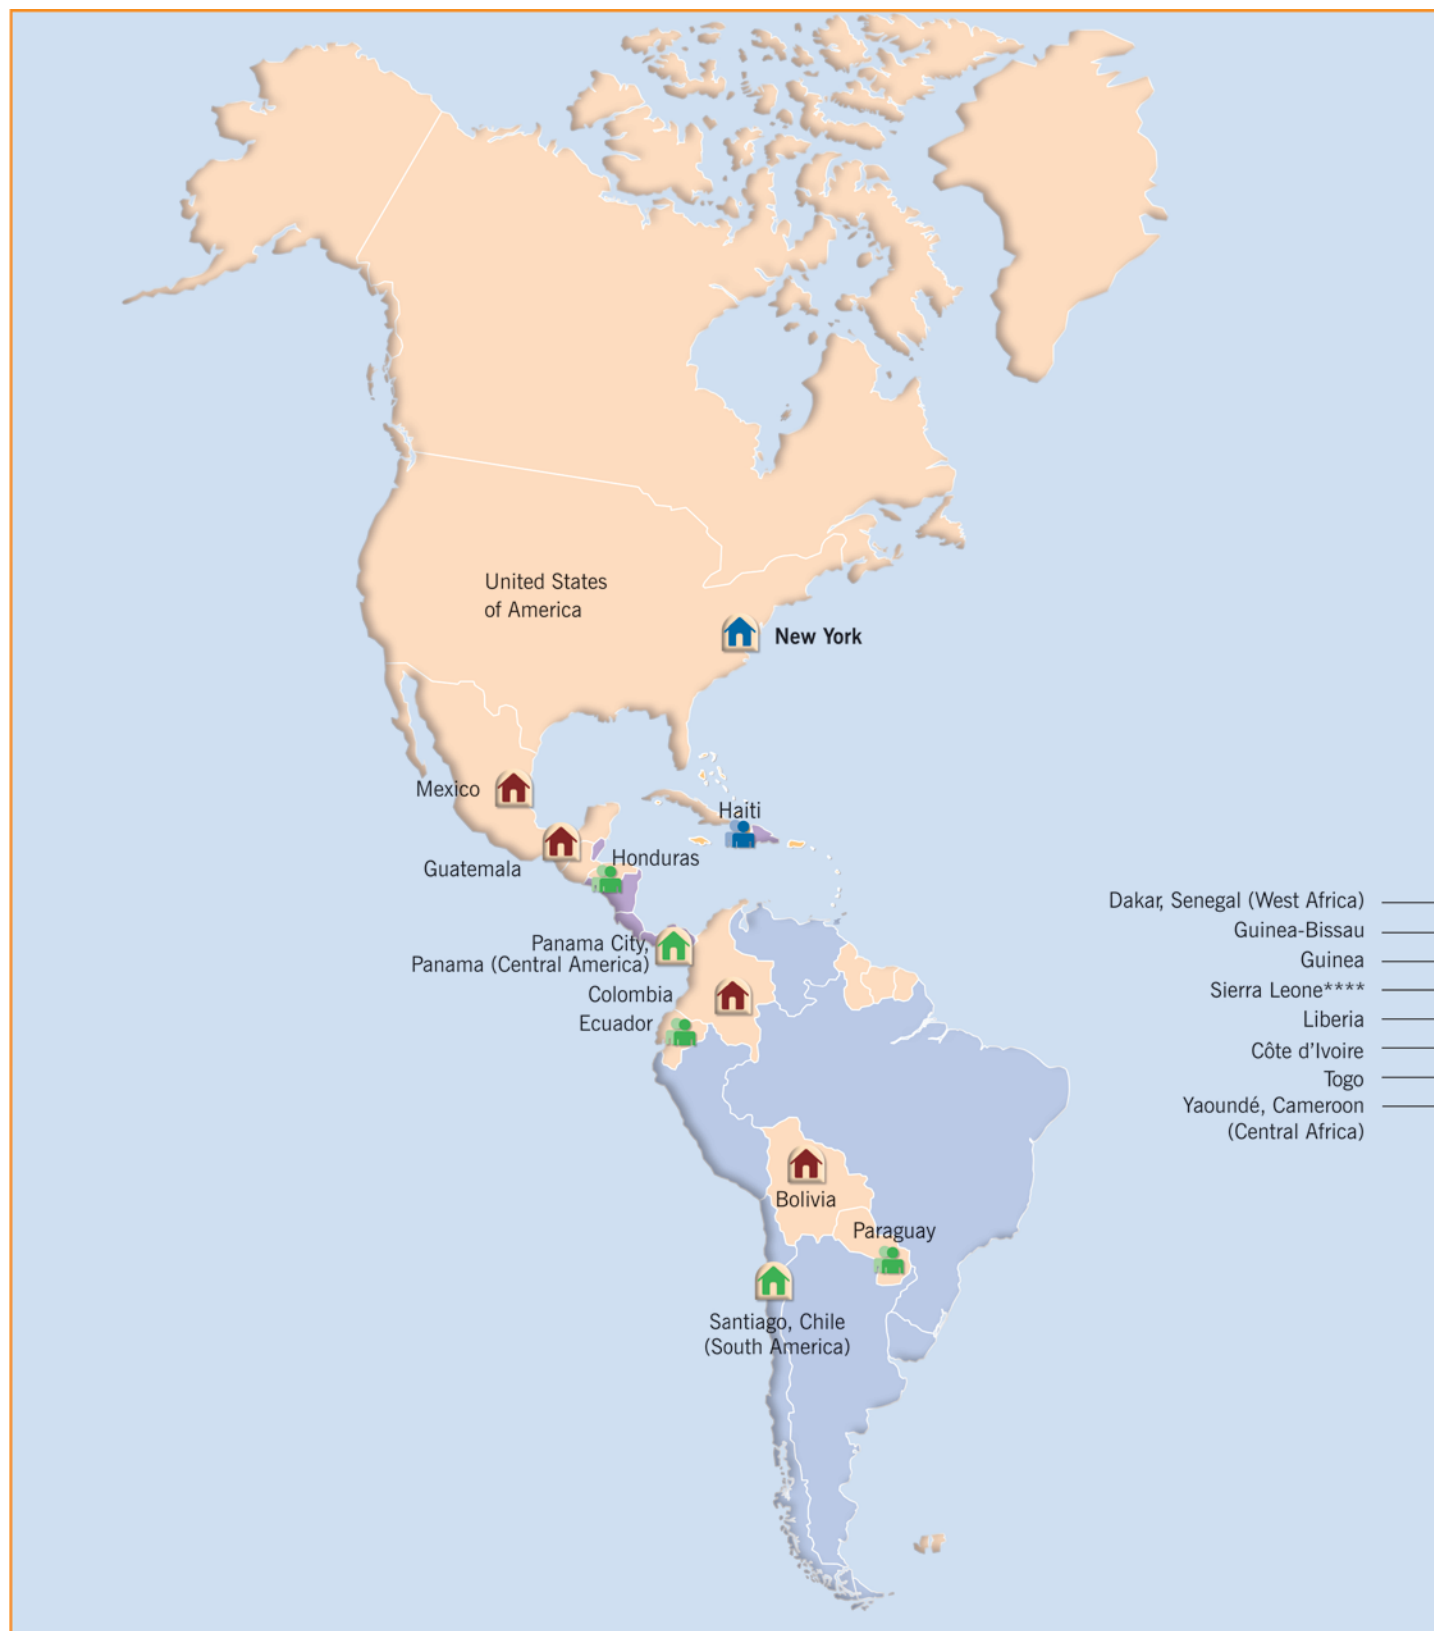 United States
of America
New York
Mexico
Haiti
Guatemala
Honduras
Panama City,
Panama (Central America)
Colombia
Ecuador
Bolivia
Paraguay
Santiago, Chile
(South America)
Dakar, Senegal (West Africa)
Guinea-Bissau
Guinea
Sierra Leone****
Liberia
Côte d’Ivoire
Togo
Yaoundé, Cameroon
(Central Africa)